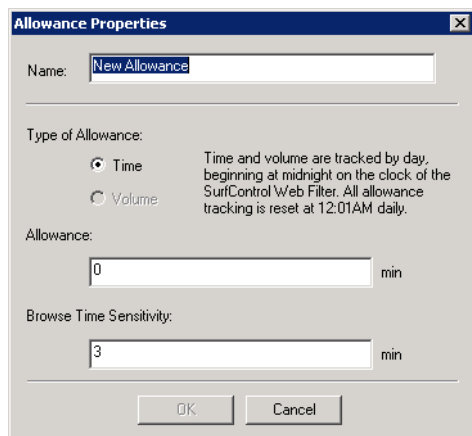 Allowance Properties
Name:
New Allowance
Type of Allowance:
Time
Volume
Time and volume are tracked by day,
beginning at midnight on the clock of the
SurfControl Web Filter. All allowance
tracking is reset at 12:01AM daily.
Allowance:
0
min
Browse Time Sensitivity:
3
min
OK
Cancel